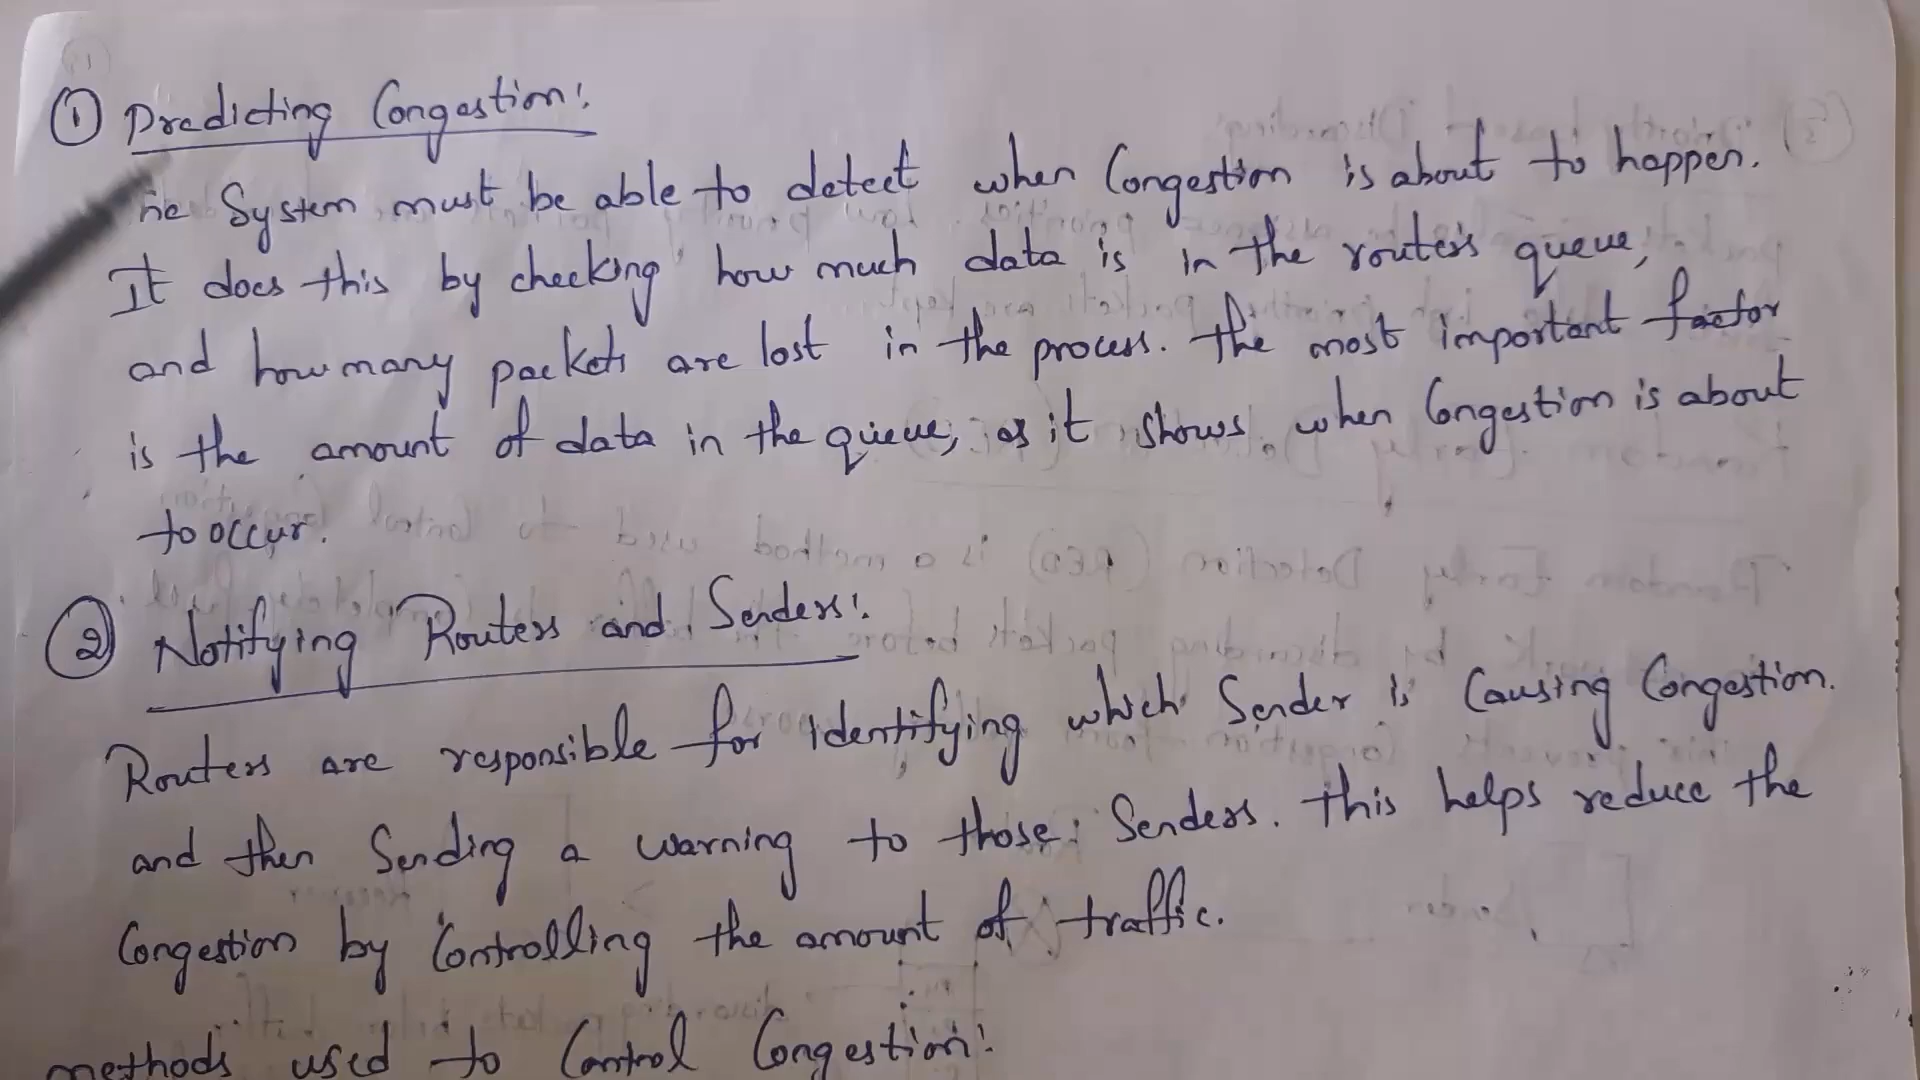 ① Predicting Congestion:
The System must be able to detect when Congestion is about to happen.
It does this by checking how much data is in the router's queue,
and how many packets are lost in the process. the most important factor
is the amount of data in the queue, as it shows when Congestion is about
to occur.
② Notifying Routers and Senders:
Routers are responsible for identifying which Sender is Causing Congestion.
and then Sending a warning to those Senders. this helps reduce the
Congestion by Controlling the amount of traffic.
methods used to Control Congestion: